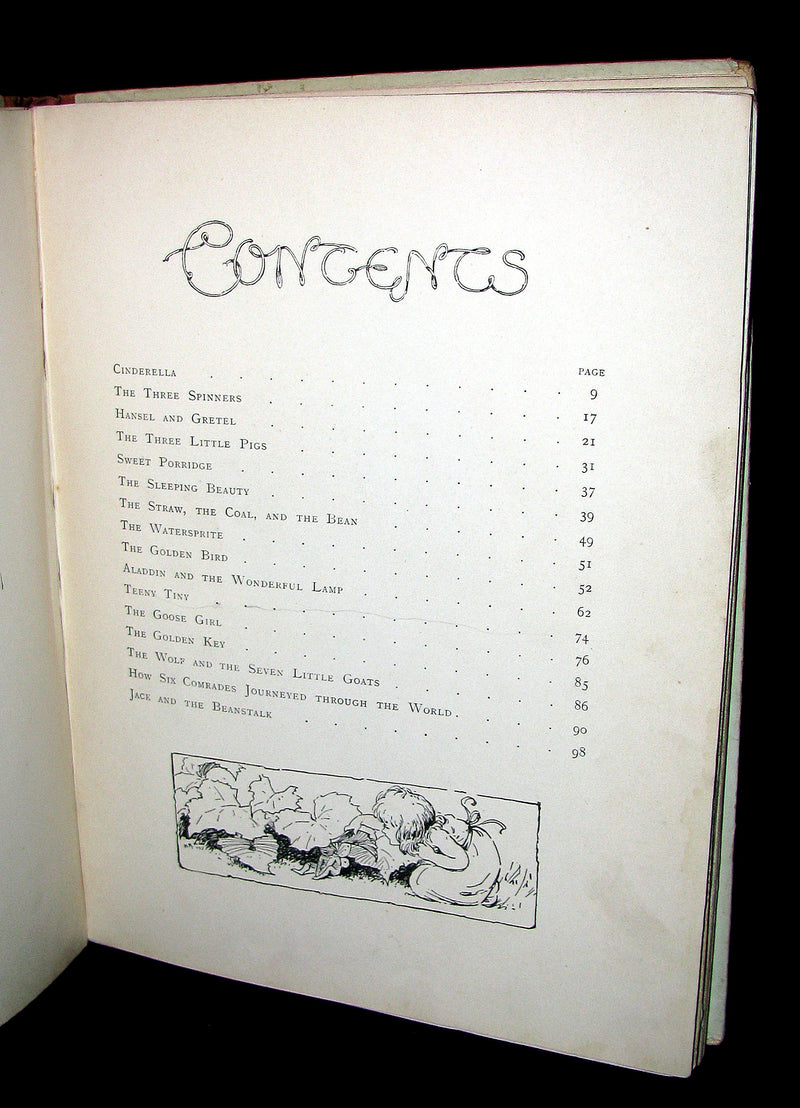 CONTENTS
PAGE
CINDERELLA . . . . . . . . . . . . 9
THE THREE SPINNERS . . . . . . . . . . 17
HANSEL AND GRETEL . . . . . . . . . . 21
THE THREE LITTLE PIGS . . . . . . . . . 31
SWEET PORRIDGE . . . . . . . . . . . 37
THE SLEEPING BEAUTY . . . . . . . . . . 39
THE STRAW, THE COAL, AND THE BEAN . . . . . . 49
THE WATERSPRITE . . . . . . . . . . . 51
THE GOLDEN BIRD . . . . . . . . . . . 52
ALADDIN AND THE WONDERFUL LAMP . . . . . . . 62
TEENY TINY . . . . . . . . . . . . 74
THE GOOSE GIRL . . . . . . . . . . . 76
THE GOLDEN KEY . . . . . . . . . . . 85
THE WOLF AND THE SEVEN LITTLE GOATS . . . . . . 86
HOW SIX COMRADES JOURNEYED THROUGH THE WORLD . . . . 90
JACK AND THE BEANSTALK . . . . . . . . . 98